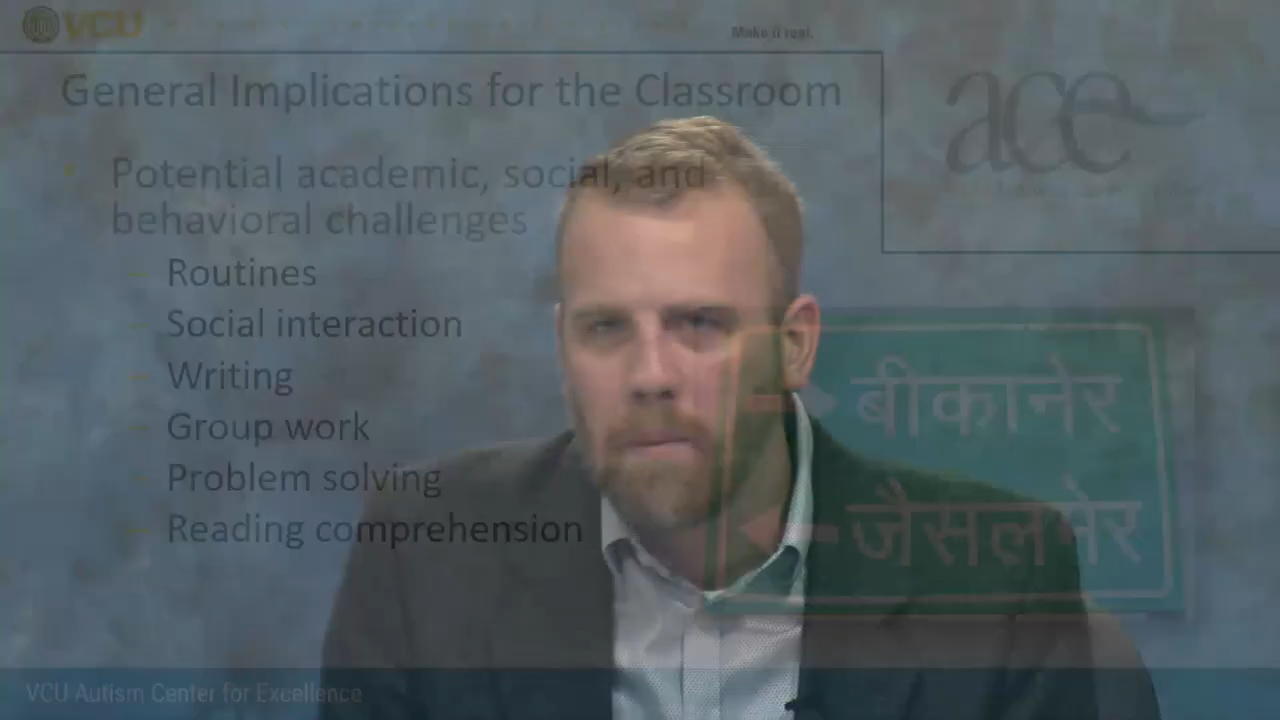 VCU
Make it real.
General Implications for the Classroom
ace
Potential academic, social, and
behavioral challenges
Routines
Social interaction
Writing
Group work
Problem solving
Reading comprehension
बीकानेर
जैसलनेर
VCU Autism Center for Excellence